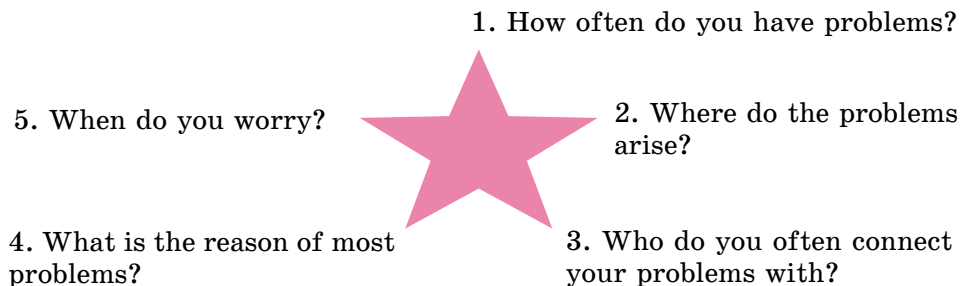 1. How often do you have problems?
2. Where do the problems
arise?
3. Who do you often connect
your problems with?
4. What is the reason of most
problems?
5. When do you worry?